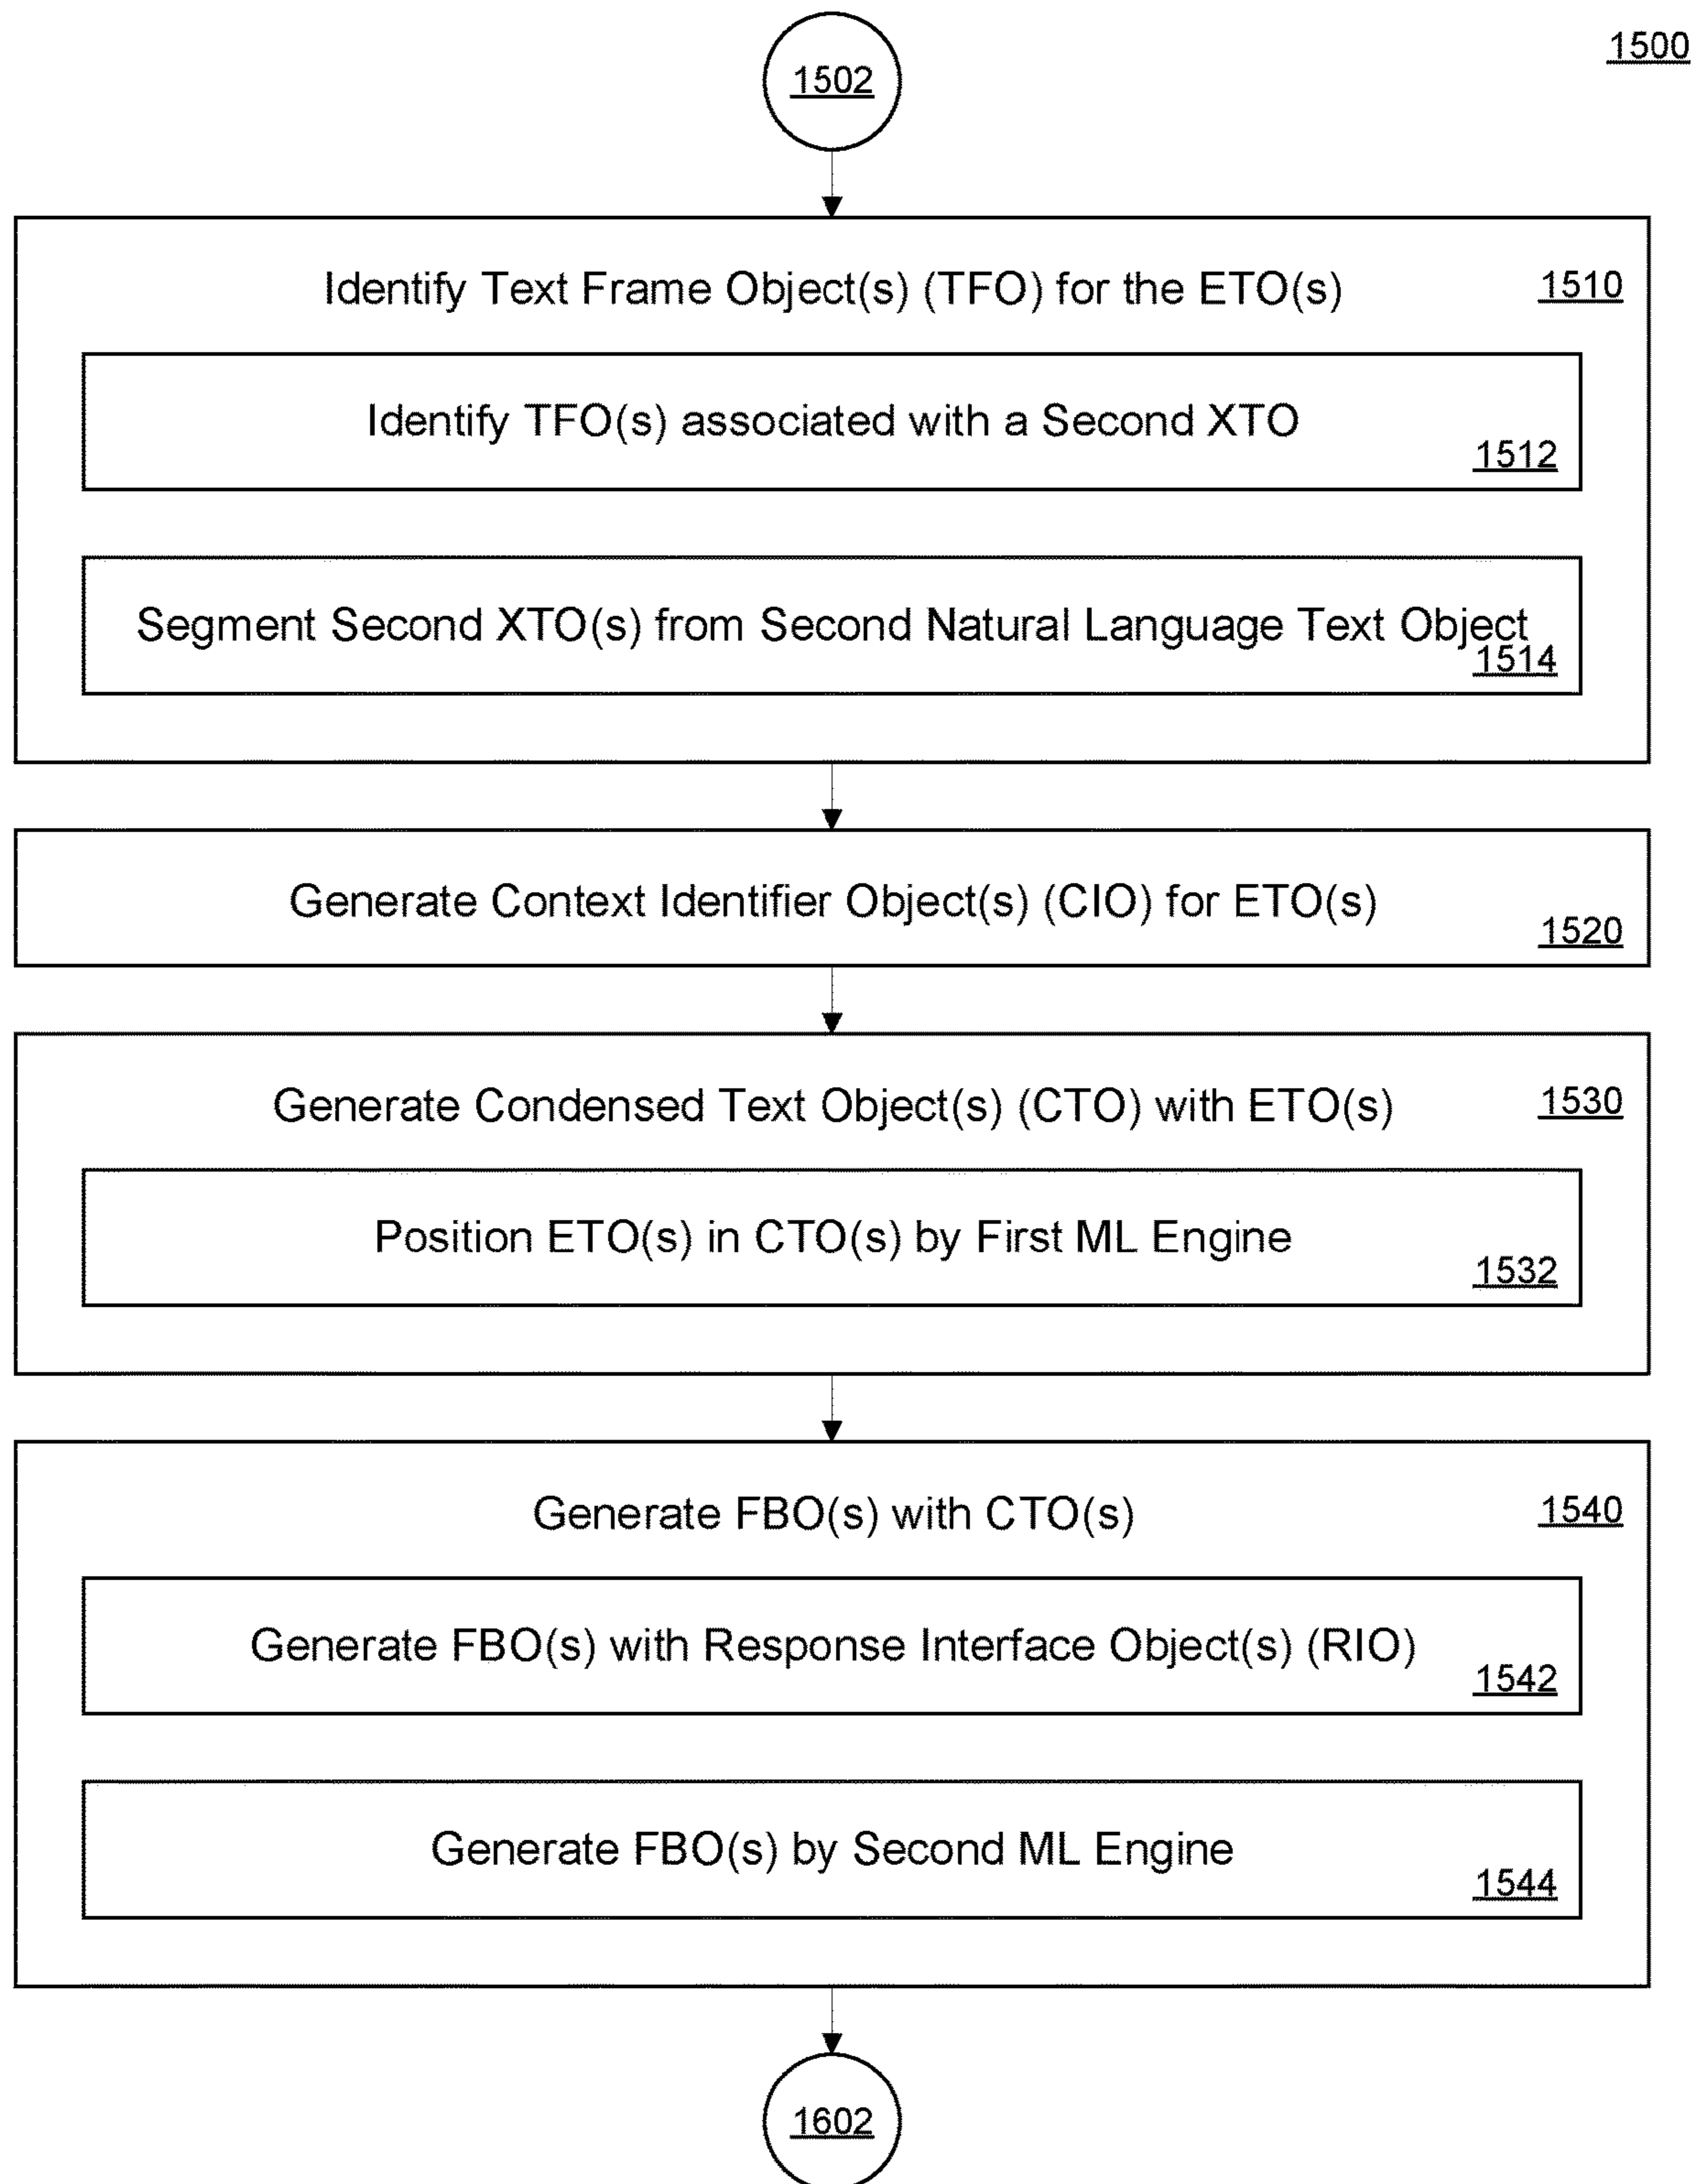 1500
1502
Identify Text Frame Object(s) (TFO) for the ETO(s)
1510
Identify TFO(s) associated with a Second XTO
1512
Segment Second XTO(s) from Second Natural Language Text Object
1514
Generate Context Identifier Object(s) (CIO) for ETO(s)
1520
Generate Condensed Text Object(s) (CTO) with ETO(s)
1530
Position ETO(s) in CTO(s) by First ML Engine
1532
Generate FBO(s) with CTO(s)
1540
Generate FBO(s) with Response Interface Object(s) (RIO)
1542
Generate FBO(s) by Second ML Engine
1544
1602